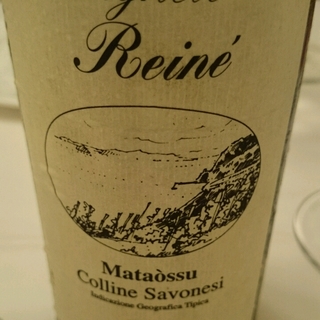 Reiné
Mataòssu
Colline Savonesi
Indicazione Geografica Tipica